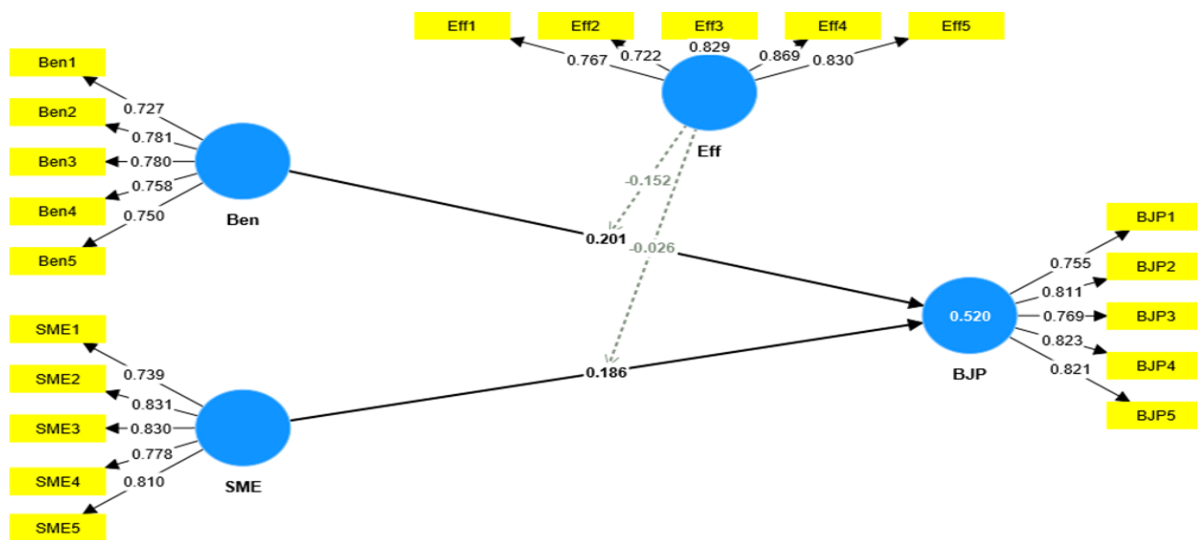 Eff1
Eff2
Eff3
Eff4
Eff5
0.767
0.722
0.829
0.869
0.830
Eff
Ben1
Ben2
Ben3
Ben4
Ben5
0.727
0.781
0.780
0.758
0.750
Ben
-0.152
-0.026
0.201
0.186
SME1
SME2
SME3
SME4
SME5
0.739
0.831
0.830
0.778
0.810
SME
0.520
BJP
0.755
0.811
0.769
0.823
0.821
BJP1
BJP2
BJP3
BJP4
BJP5